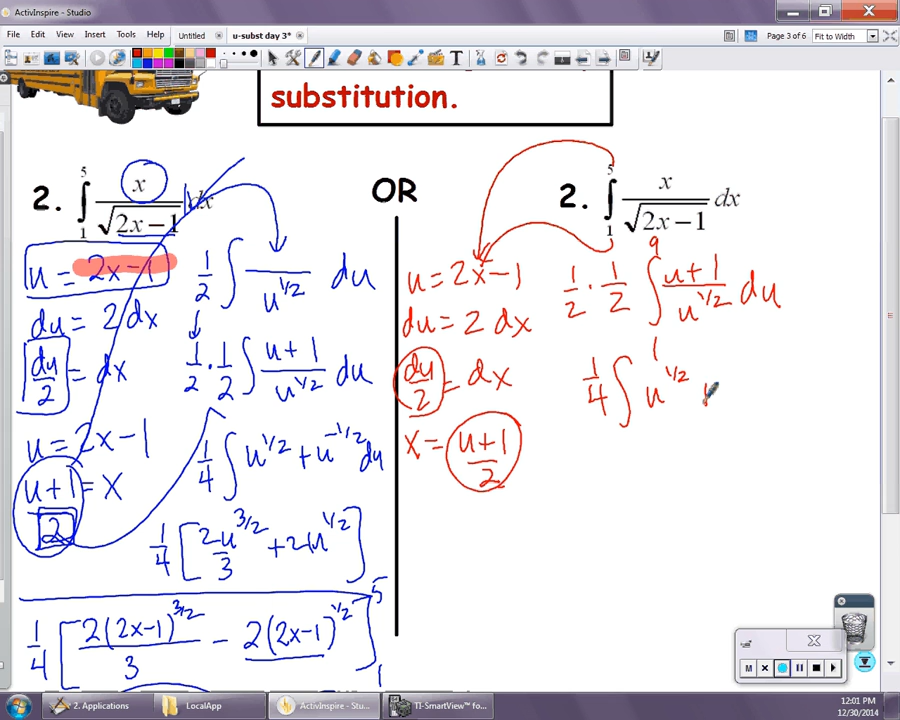 ActivInspire - Studio
File Edit View Insert Tools Help Untitled u-subst day 3* Page 3 of 6 Fit to Width
substitution.
2. ∫₁⁵ x/√(2x−1) dx
u = 2x−1
du = 2 dx
du/2 = dx
u = 2x−1
u+1/2 = x
1/2 ∫ /u^1/2 du
1/2 · 1/2 ∫ u+1/u^1/2 du
1/4 ∫ u^1/2 + u^−1/2 du
1/4 [2u^3/2/3 + 2u^1/2]
1/4 [2(2x−1)^3/2/3 − 2(2x−1)^1/2]₁⁵
OR
2. ∫₁⁵ x/√(2x−1) dx
u = 2x−1
du = 2 dx
du/2 = dx
x = u+1/2
1/2 · 1/2 ∫₁⁹ u+1/u^1/2 du
1/4 ∫ u^1/2
2. Applications LocalApp ActivInspire - Stu... TI-SmartView™ fo... 12:01 PM
12/30/2014